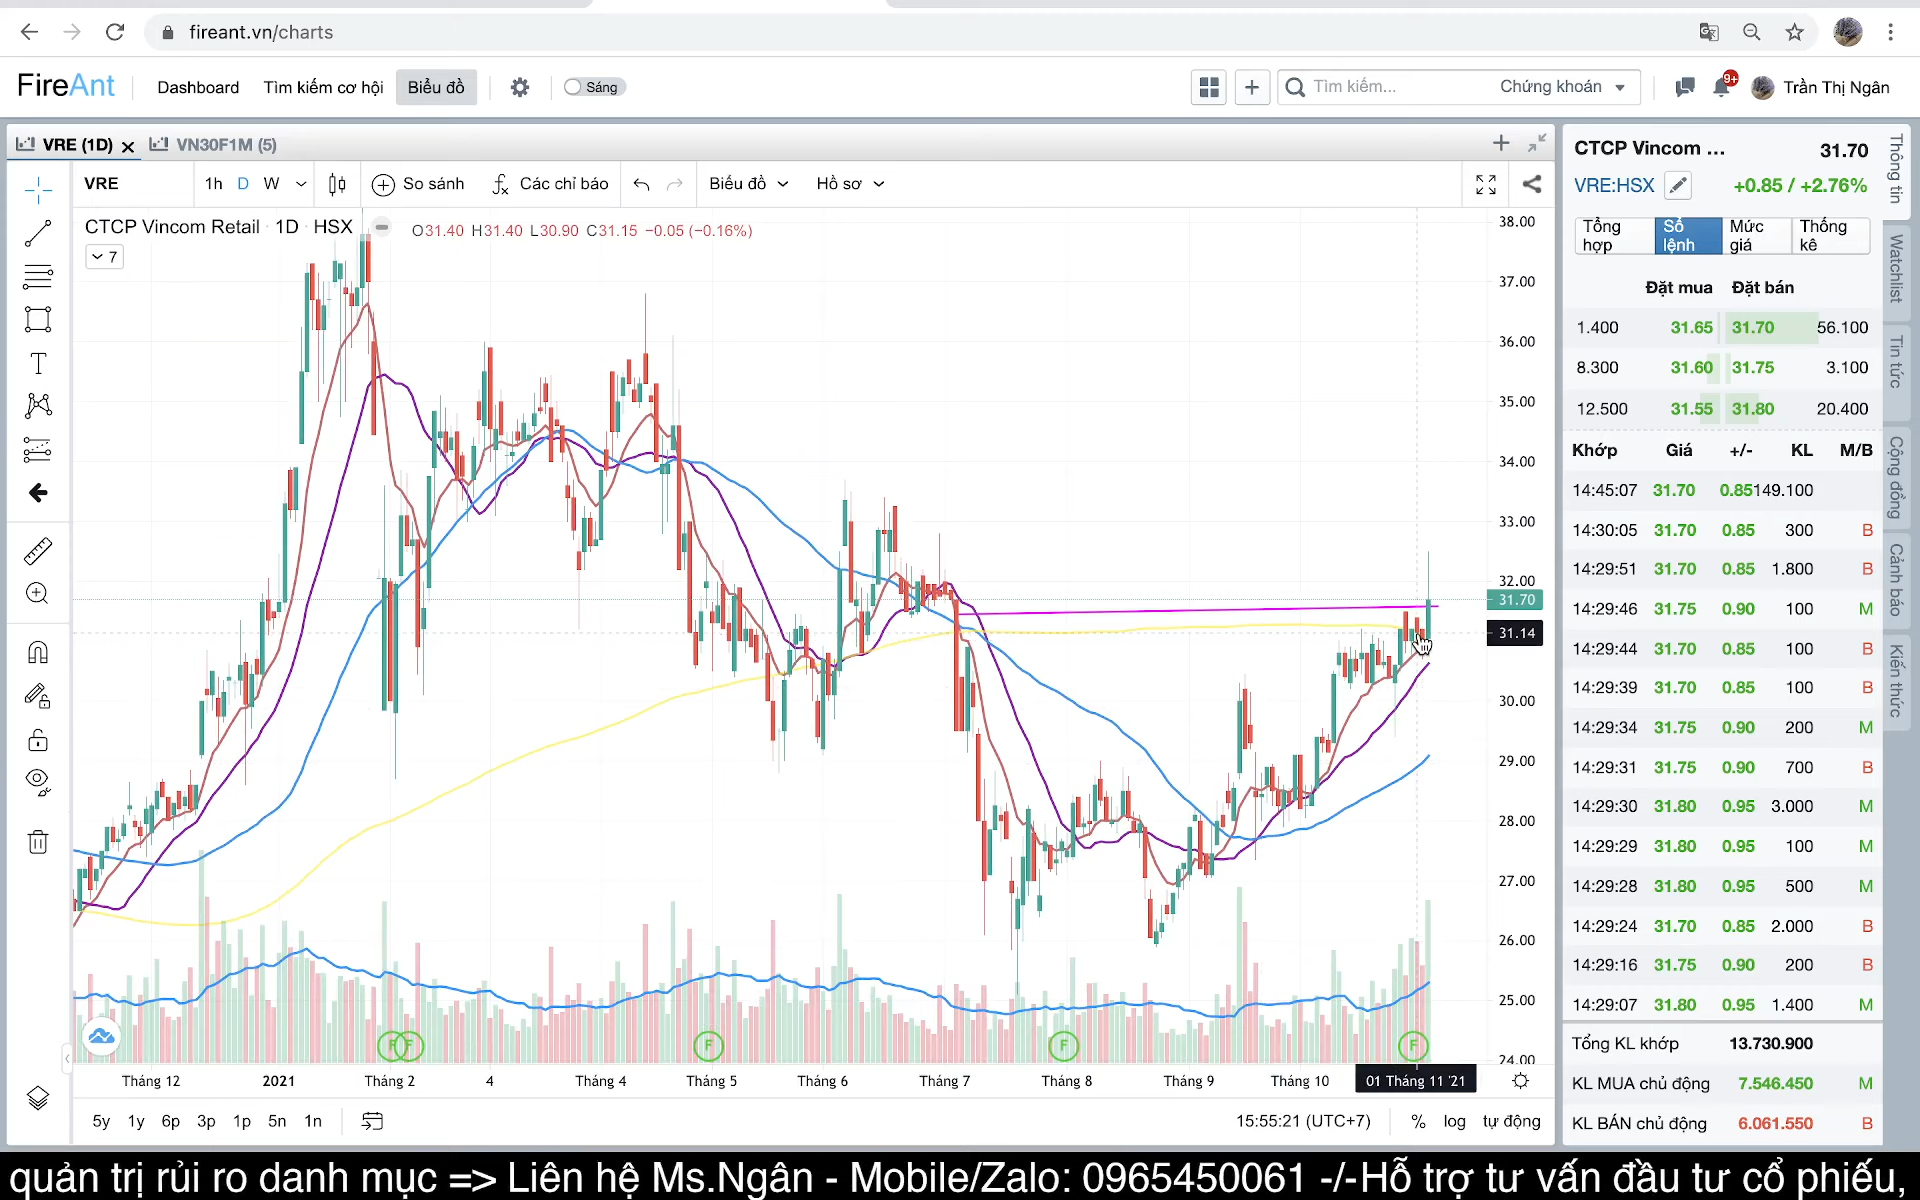 fireant.vn/charts
FireAnt Dashboard Tìm kiếm cơ hội Biểu đồ Sáng Tìm kiếm... Chứng khoán 9+ Trần Thị Ngân
VRE (1D) VN30F1M (5)
VRE 1h D W So sánh Các chỉ báo Biểu đồ Hồ sơ
CTCP Vincom Retail · 1D · HSX O31.40 H31.40 L30.90 C31.15 −0.05 (−0.16%)
7
38.00
37.00
36.00
35.00
34.00
33.00
32.00
31.70
31.14
30.00
29.00
28.00
27.00
26.00
25.00
24.00
F F F F F
Tháng 12 2021 Tháng 2 4 Tháng 4 Tháng 5 Tháng 6 Tháng 7 Tháng 8 Tháng 9 Tháng 10 01 Tháng 11 '21
5y 1y 6p 3p 1p 5n 1n 15:55:21 (UTC+7) % log tự động
CTCP Vincom ... 31.70
VRE:HSX +0.85 / +2.76%
Tổng hợp Sổ lệnh Mức giá Thống kê
Đặt mua Đặt bán
1.400 31.65 31.70 56.100
8.300 31.60 31.75 3.100
12.500 31.55 31.80 20.400
Khớp Giá +/- KL M/B
14:45:07 31.70 0.85 149.100
14:30:05 31.70 0.85 300 B
14:29:51 31.70 0.85 1.800 B
14:29:46 31.75 0.90 100 M
14:29:44 31.70 0.85 100 B
14:29:39 31.70 0.85 100 B
14:29:34 31.75 0.90 200 M
14:29:31 31.75 0.90 700 B
14:29:30 31.80 0.95 3.000 M
14:29:29 31.80 0.95 100 M
14:29:28 31.80 0.95 500 M
14:29:24 31.70 0.85 2.000 B
14:29:16 31.75 0.90 200 B
14:29:07 31.80 0.95 1.400 M
Tổng KL khớp 13.730.900
KL MUA chủ động 7.546.450 M
KL BÁN chủ động 6.061.550 B
Thông tin
Watchlist
Tin tức
Cộng đồng
Cảnh báo
Kiến thức
quản trị rủi ro danh mục => Liên hệ Ms.Ngân - Mobile/Zalo: 0965450061 -/-Hỗ trợ tư vấn đầu tư cổ phiếu,